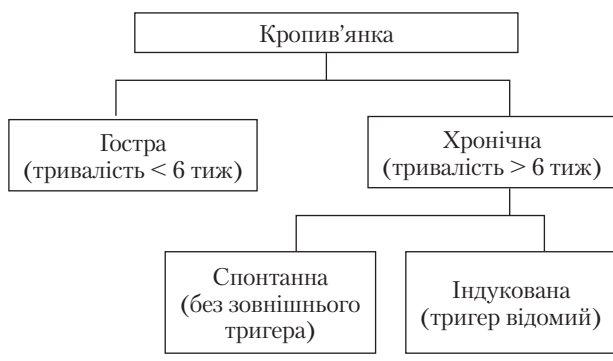 Кропив'янка
Гостра
(тривалість < 6 тиж)
Хронічна
(тривалість > 6 тиж)
Спонтанна
(без зовнішнього
тригера)
Індукована
(тригер відомий)